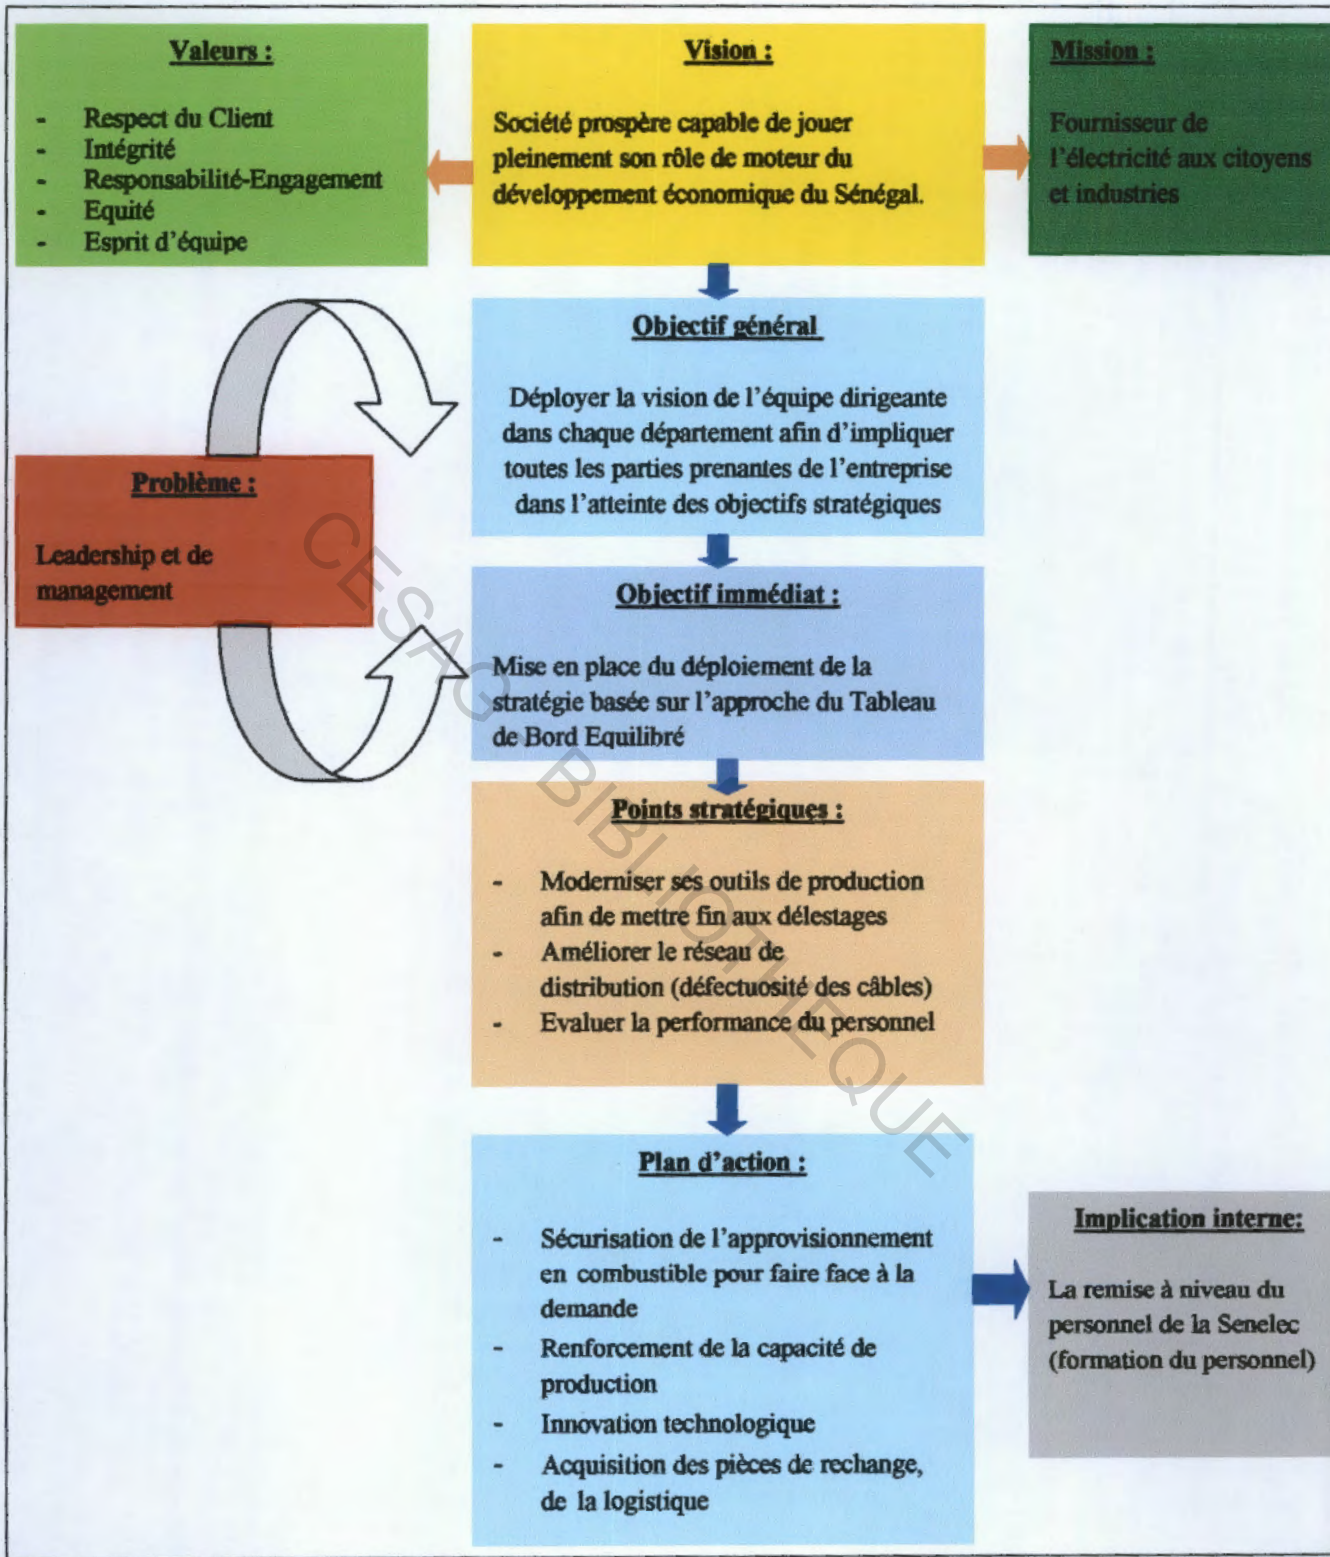 Valeurs :
- Respect du Client
- Intégrité
- Responsabilité-Engagement
- Equité
- Esprit d'équipe
Vision :
Société prospère capable de jouer
pleinement son rôle de moteur du
développement économique du Sénégal.
Mission :
Fournisseur de
l'électricité aux citoyens
et industries
Objectif général
Déployer la vision de l'équipe dirigeante
dans chaque département afin d'impliquer
toutes les parties prenantes de l'entreprise
dans l'atteinte des objectifs stratégiques
Problème :
Leadership et de
management
Objectif immédiat :
Mise en place du déploiement de la
stratégie basée sur l'approche du Tableau
de Bord Equilibré
Points stratégiques :
- Moderniser ses outils de production
afin de mettre fin aux délestages
- Améliorer le réseau de
distribution (défectuosité des câbles)
- Evaluer la performance du personnel
Plan d'action :
- Sécurisation de l'approvisionnement
en combustible pour faire face à la
demande
- Renforcement de la capacité de
production
- Innovation technologique
- Acquisition des pièces de rechange,
de la logistique
Implication interne:
La remise à niveau du
personnel de la Senelec
(formation du personnel)
CESAG - BIBLIOTHEQUE